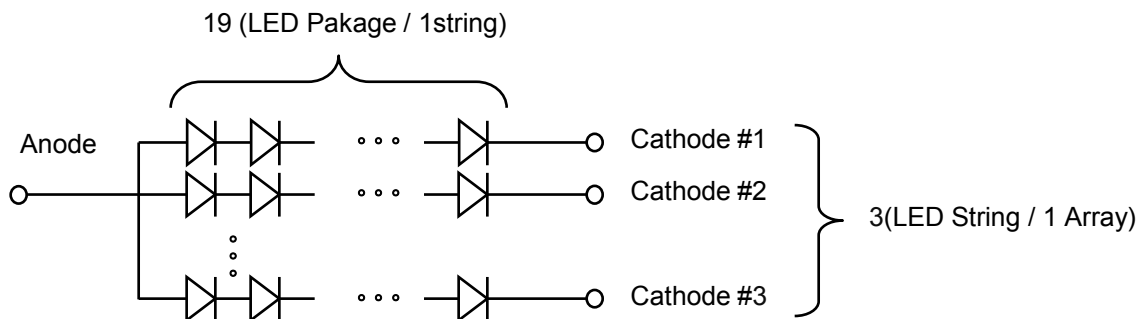 19 (LED Pakage / 1string)
Anode
Cathode #1
Cathode #2
3(LED String / 1 Array)
Cathode #3